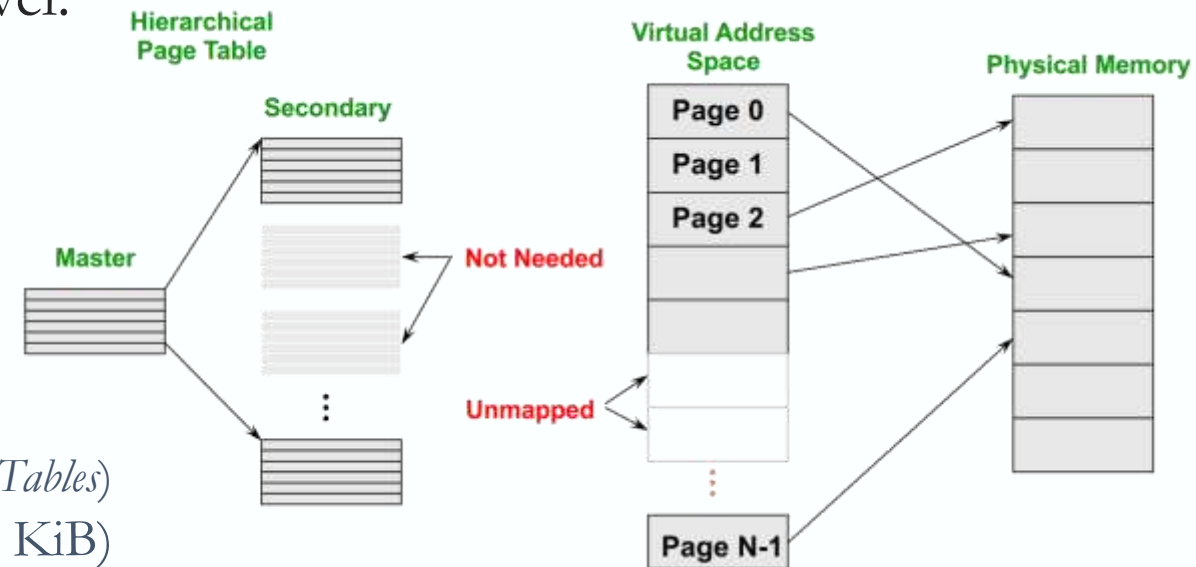 Hierarchical
Page Table
Secondary
Master
Not Needed
Unmapped
Virtual Address
Space
Page 0
Page 1
Page 2
Page N-1
Physical Memory
Tables)
KiB)